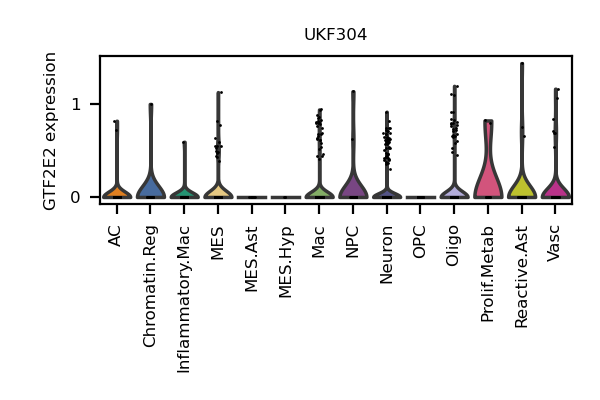 UKF304
GTF2E2 expression
1
0
AC
Chromatin.Reg
Inflammatory.Mac
MES
MES.Ast
MES.Hyp
Mac
NPC
Neuron
OPC
Oligo
Prolif.Metab
Reactive.Ast
Vasc